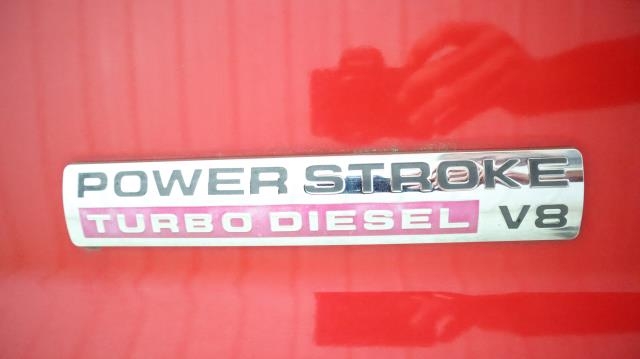 POWER STROKE
TURBO DIESEL V8